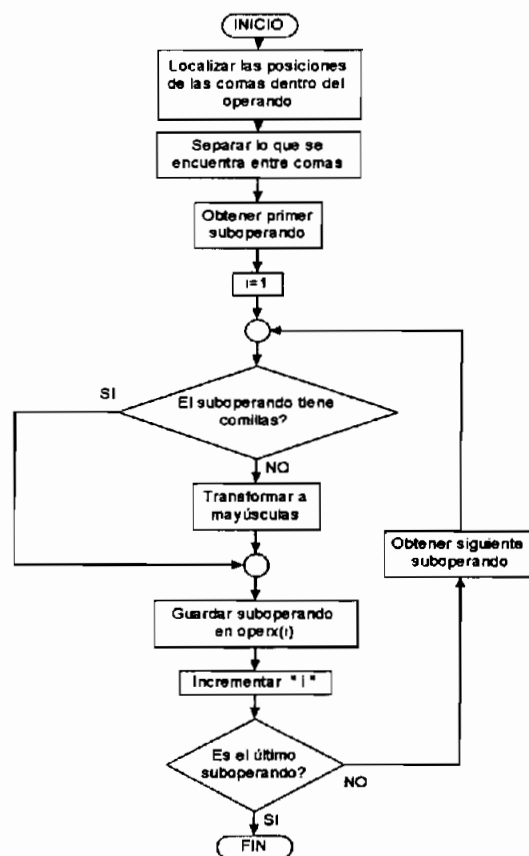 INICIO
Localizar las posiciones
de las comas dentro del
operando
Separar lo que se
encuentra entre comas
Obtener primer
suboperando
i=1
SI
El suboperando tiene
comillas?
NO
Transformar a
mayúsculas
Obtener siguiente
suboperando
Guardar suboperando
en operx(i)
Incrementar "i"
Es el último
suboperando?
NO
SI
FIN